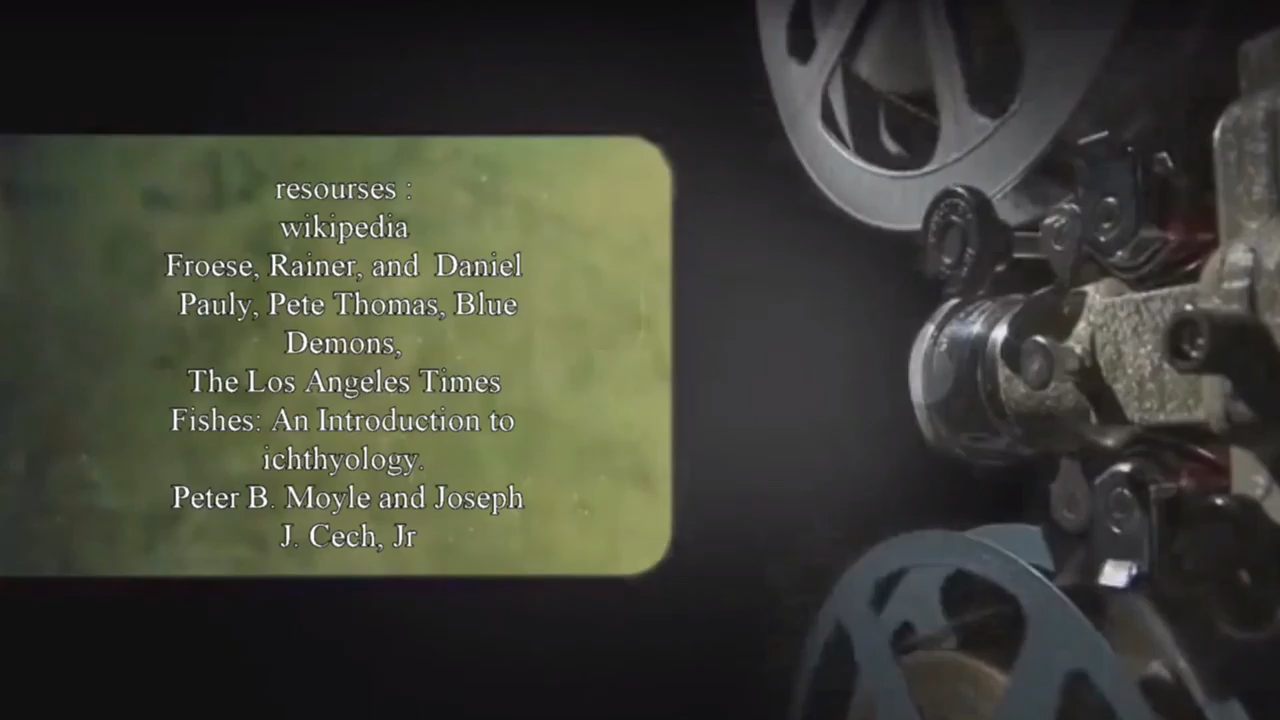 resourses :
wikipedia
Froese, Rainer, and Daniel
Pauly, Pete Thomas, Blue
Demons,
The Los Angeles Times
Fishes: An Introduction to
ichthyology.
Peter B. Moyle and Joseph
J. Cech, Jr